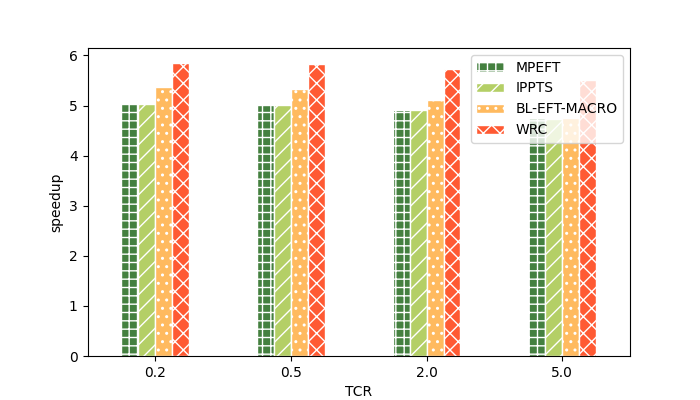 speedup
6
5
4
3
2
1
0
0.2 0.5 2.0 5.0
TCR
MPEFT
IPPTS
BL-EFT-MACRO
WRC